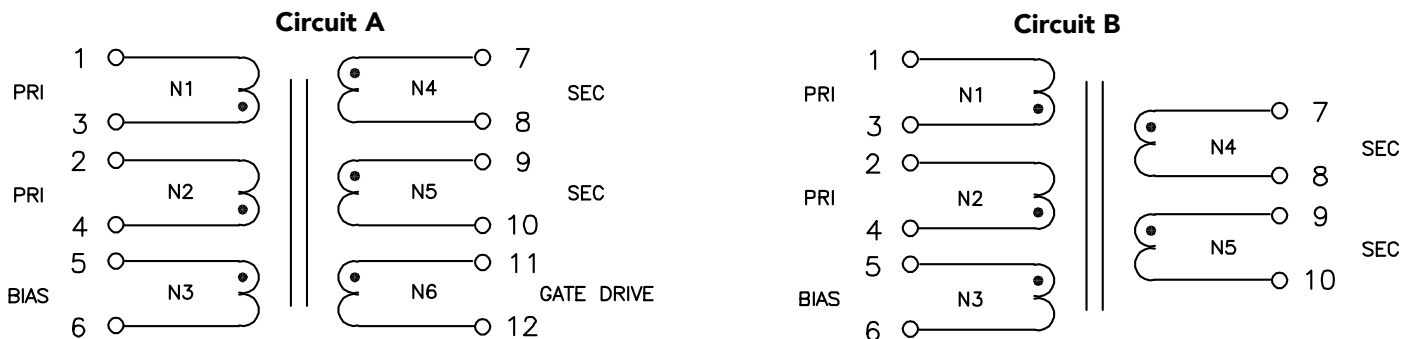 Circuit A
1
PRI
N1
3
2
PRI
N2
4
5
BIAS
N3
6
7
N4
SEC
8
9
N5
SEC
10
11
N6
GATE DRIVE
12
Circuit B
1
PRI
N1
3
2
PRI
N2
4
5
BIAS
N3
6
7
N4
SEC
8
9
N5
SEC
10